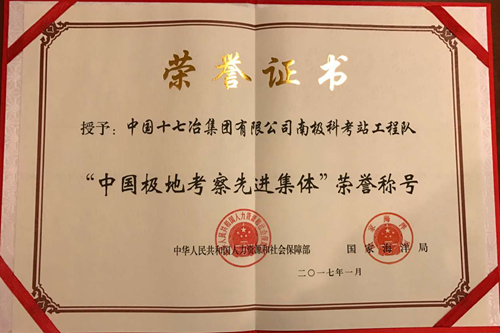 荣誉证书
授予：中国十七冶集团有限公司南极科考站工程队
“中国极地考察先进集体”荣誉称号
中华人民共和国人力资源和社会保障部 国家海洋局
二〇一七年一月